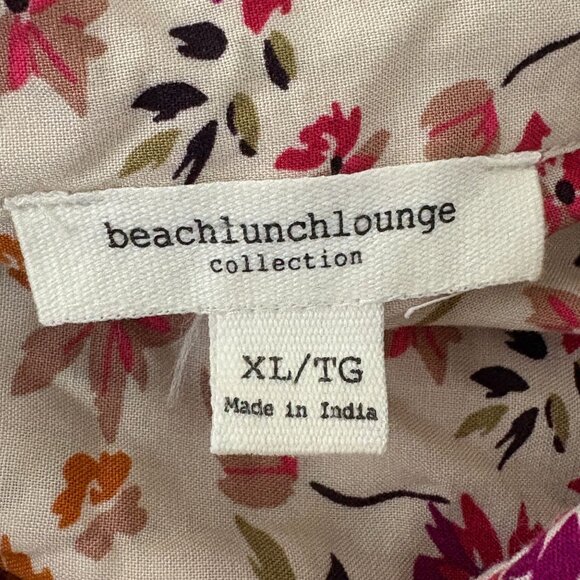 beachlunchlounge
collection
XL/TG
Made in India